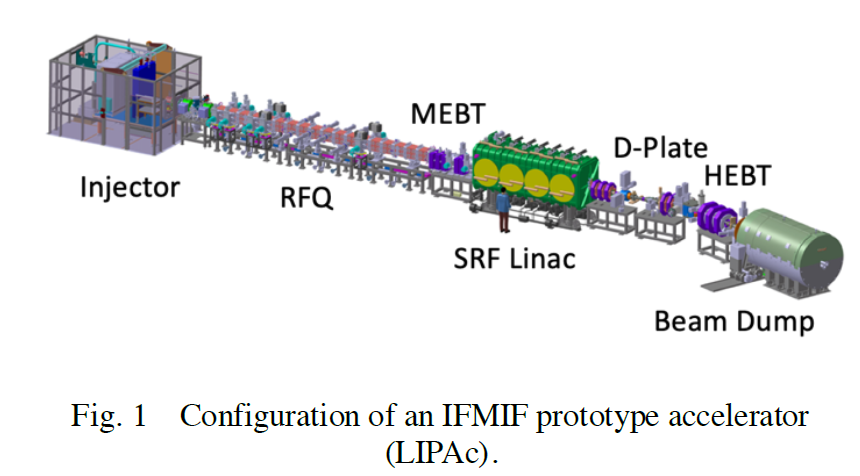 MEBT
D-Plate
HEBT
Injector
RFQ
SRF Linac
Beam Dump
Fig. 1 Configuration of an IFMIF prototype accelerator
(LIPAc).